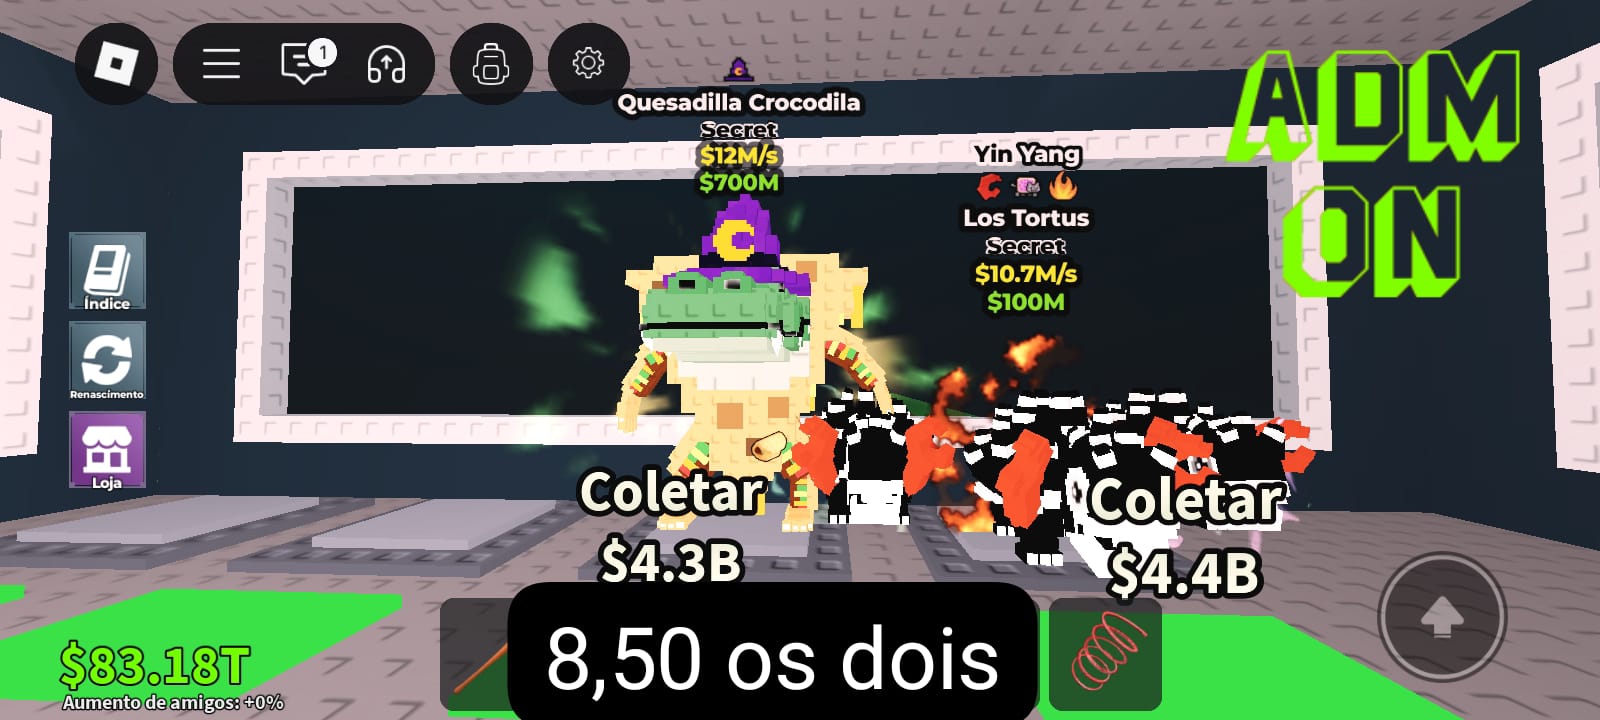 1
Quesadilla Crocodila
Secret
$12M/s
$700M
Yin Yang
Los Tortus
Secret
$10.7M/s
$100M
ADM
ON
Índice
Renascimento
Loja
Coletar
$4.3B
Coletar
$4.4B
8,50 os dois
$83.18T
Aumento de amigos: +0%